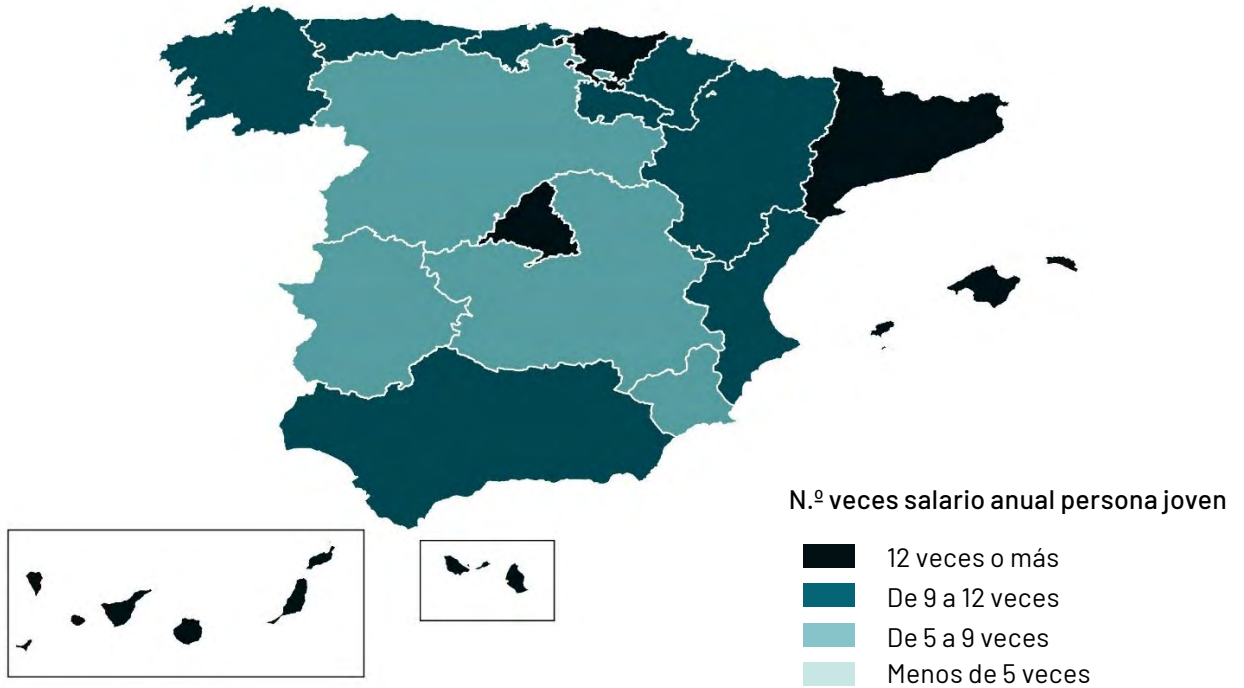 N.º veces salario anual persona joven
12 veces o más
De 9 a 12 veces
De 5 a 9 veces
Menos de 5 veces